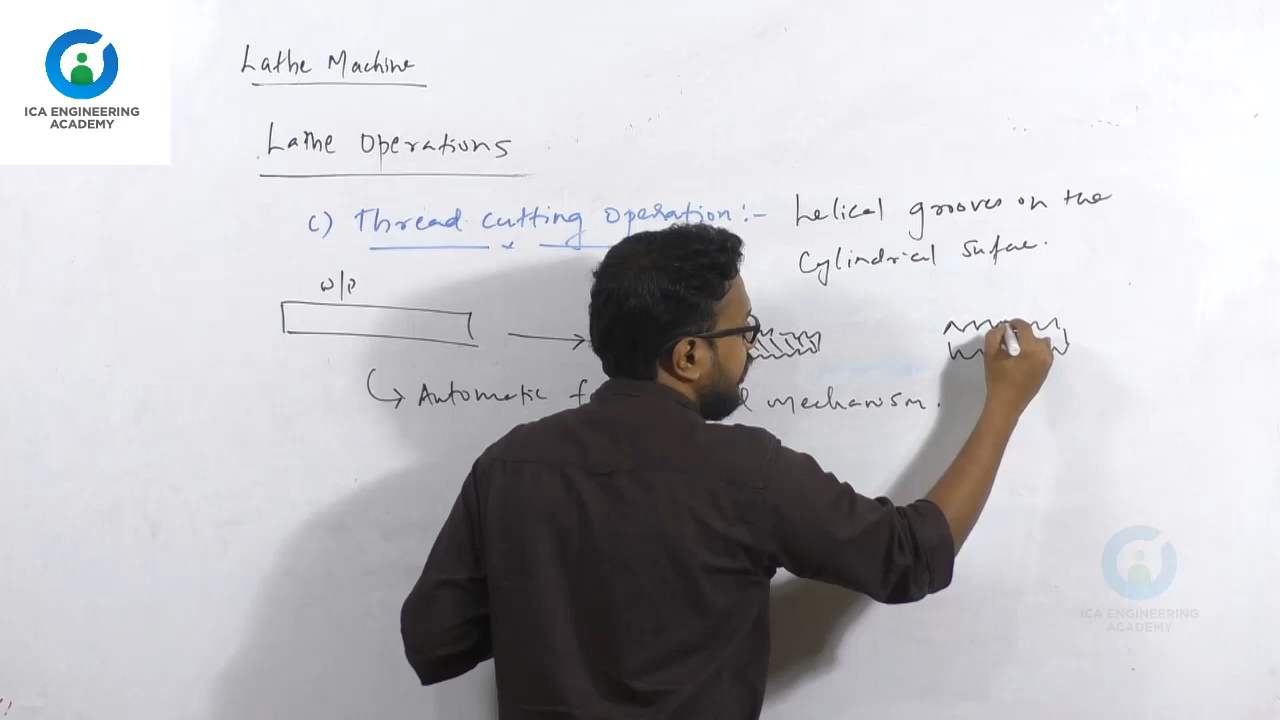 ICA ENGINEERING
ACADEMY
Lathe Machine
Lathe Operations
c) Thread cutting operation :- helical grooves on the
cylindrical surfac.
w/p
Automatic mechanism.
ICA ENGINEERING
ACADEMY